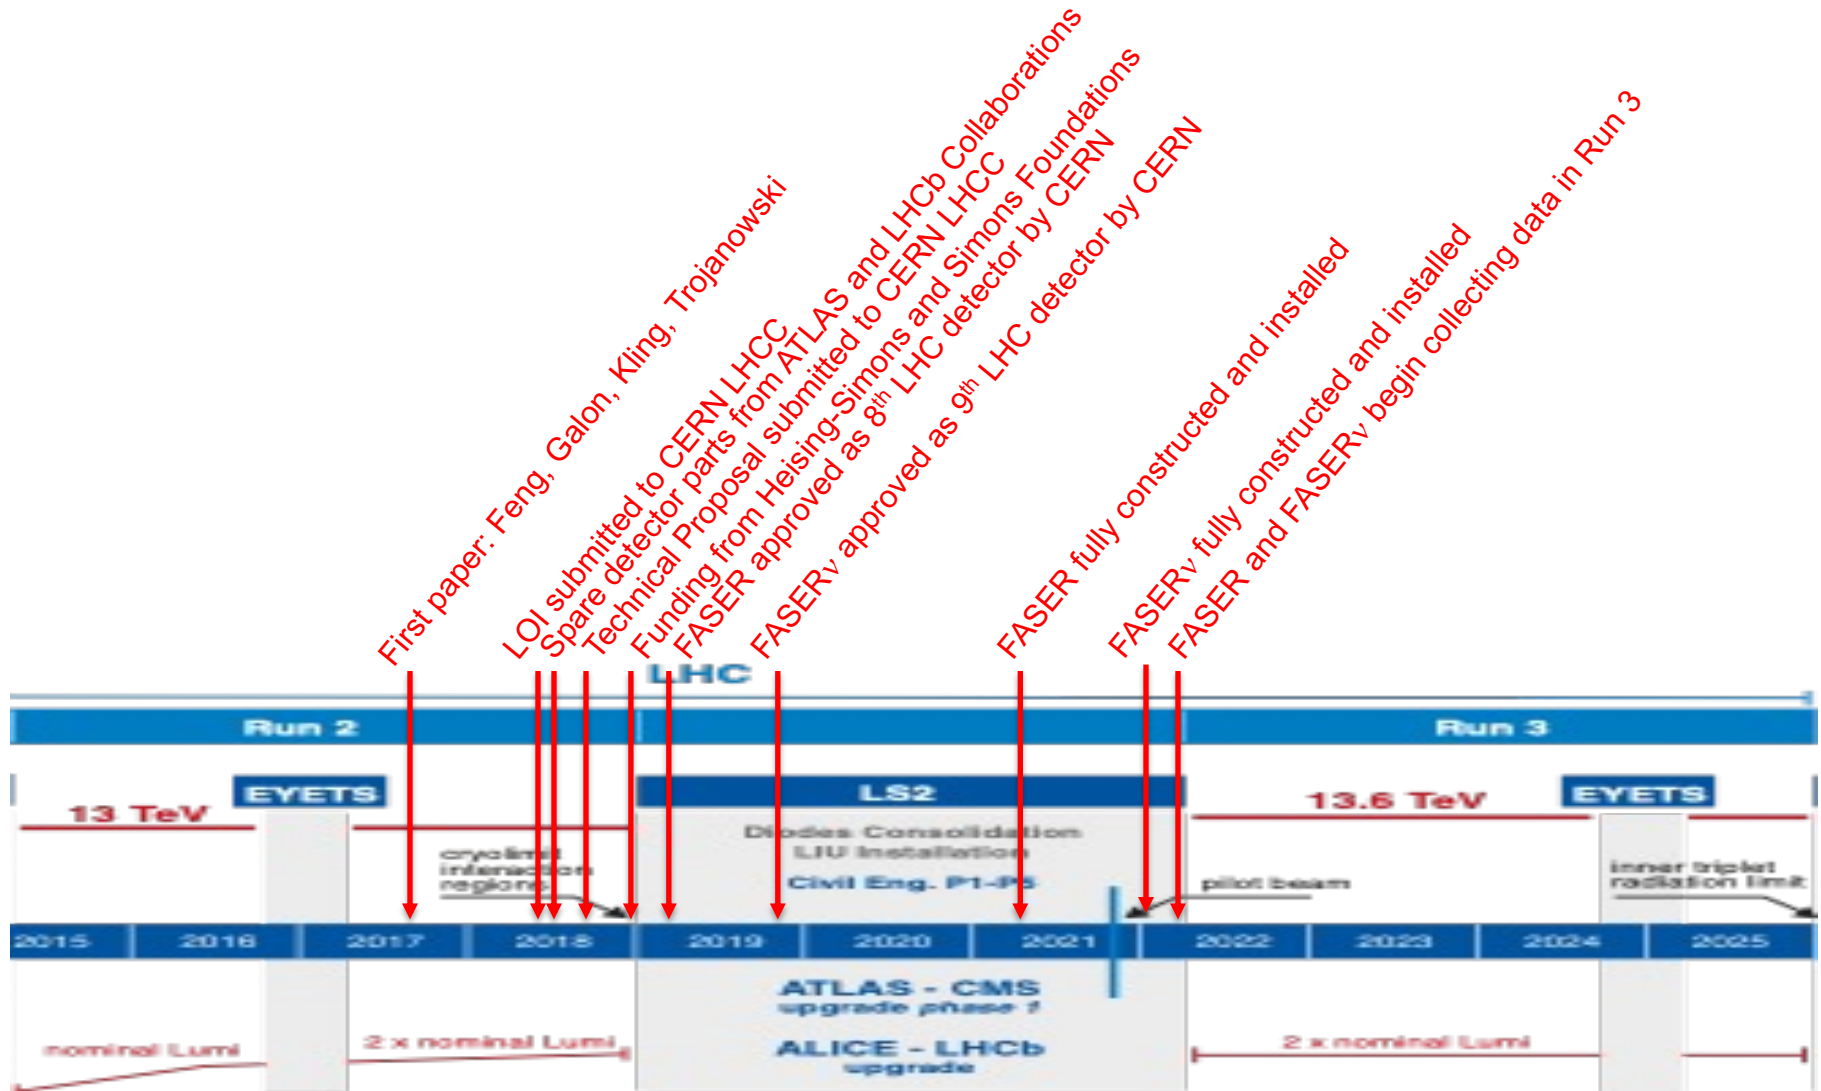 First paper: Feng, Galon, Kling, Trojanowski
LOI submitted to CERN LHCC
Spare detector parts from ATLAS and LHCb Collaborations
Technical Proposal submitted to CERN LHCC
Funding from Heising-Simons and Simons Foundations
FASER approved as 8th LHC detector by CERN
FASERν approved as 9th LHC detector by CERN
FASER fully constructed and installed
FASERν fully constructed and installed
FASER and FASERν begin collecting data in Run 3
LHC
Run 2
Run 3
EYETS
LS2
EYETS
13 TeV
13.6 TeV
Diodes Consolidation
LIU Installation
Civil Eng. P1-P5
cryolimit
interaction
regions
pilot beam
inner triplet
radiation limit
2015
2016
2017
2018
2019
2020
2021
2022
2023
2024
2025
ATLAS - CMS
upgrade phase 1
ALICE - LHCb
upgrade
nominal Lumi
2 x nominal Lumi
2 x nominal Lumi